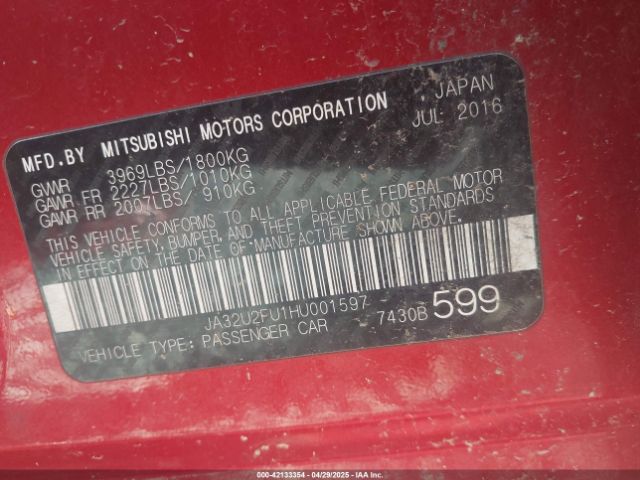 MFD.BY MITSUBISHI MOTORS CORPORATION JAPAN
JUL 2016
GVWR 3969LBS/1800KG
GAWR FR 2227LBS/1010KG
GAWR RR 2007LBS/ 910KG
THIS VEHICLE CONFORMS TO ALL APPLICABLE FEDERAL MOTOR
VEHICLE SAFETY, BUMPER, AND THEFT PREVENTION STANDARDS
IN EFFECT ON THE DATE OF MANUFACTURE SHOWN ABOVE.
JA32U2FU1HU001597 7430B 599
VEHICLE TYPE: PASSENGER CAR
000-42133354 - 04/29/2025 - IAA Inc.